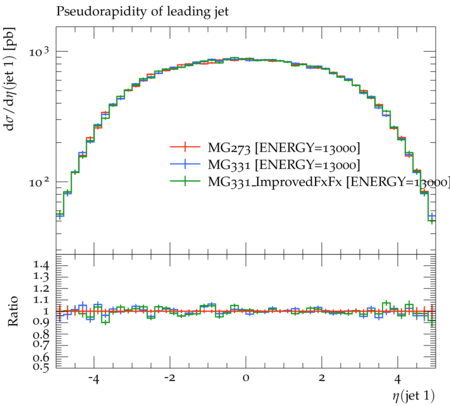 Pseudorapidity of leading jet
dσ/dη(jet 1) [pb]
10³
10²
MG273 [ENERGY=13000]
MG331 [ENERGY=13000]
MG331_ImprovedFxFx [ENERGY=13000]
Ratio
1.4
1.3
1.2
1.1
1
0.9
0.8
0.7
0.6
0.5
-4
-2
0
2
4
η(jet 1)